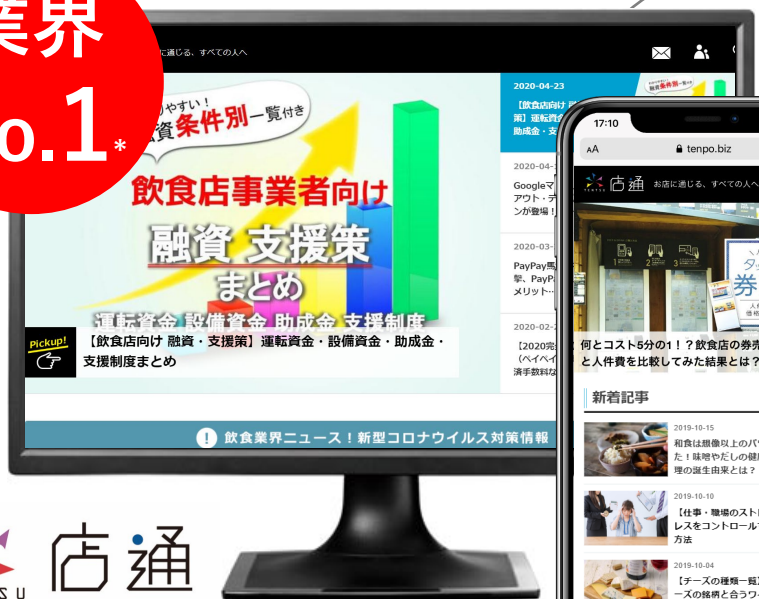 業界
o.1*
に通じる、すべての人へ
やすい！
資条件別一覧付き
飲食店事業者向け
融資 支援策
まとめ
運転資金 設備資金 助成金 支援制度
Pickup!
【飲食店向け 融資・支援策】運転資金・設備資金・助成金・
支援制度まとめ
2020-04-23
【飲食店向け
策】運転資
助成金・支
2020-04-
Googleマ
アウト・デ
ンが登場！
2020-03-
PayPay馬
撃、PayP
メリット…
2020-02-2
【2020完
（ペイペイ
済手数料な
! 飲食業界ニュース！新型コロナウイルス対策情報
店通
Z U
17:10
AA tenpo.biz
店通 お店に通じる、すべての人へ
1 2 3
タッ
券
何とコスト5分の1！？飲食店の券売
と人件費を比較してみた結果とは？
新着記事
2019-10-15
和食は想像以上のバ
た！味噌やだしの健
理の誕生由来とは？
2019-10-10
【仕事・職場のスト
レスをコントロール
方法
2019-10-04
【チーズの種類一覧
ーズの銘柄と合うワ